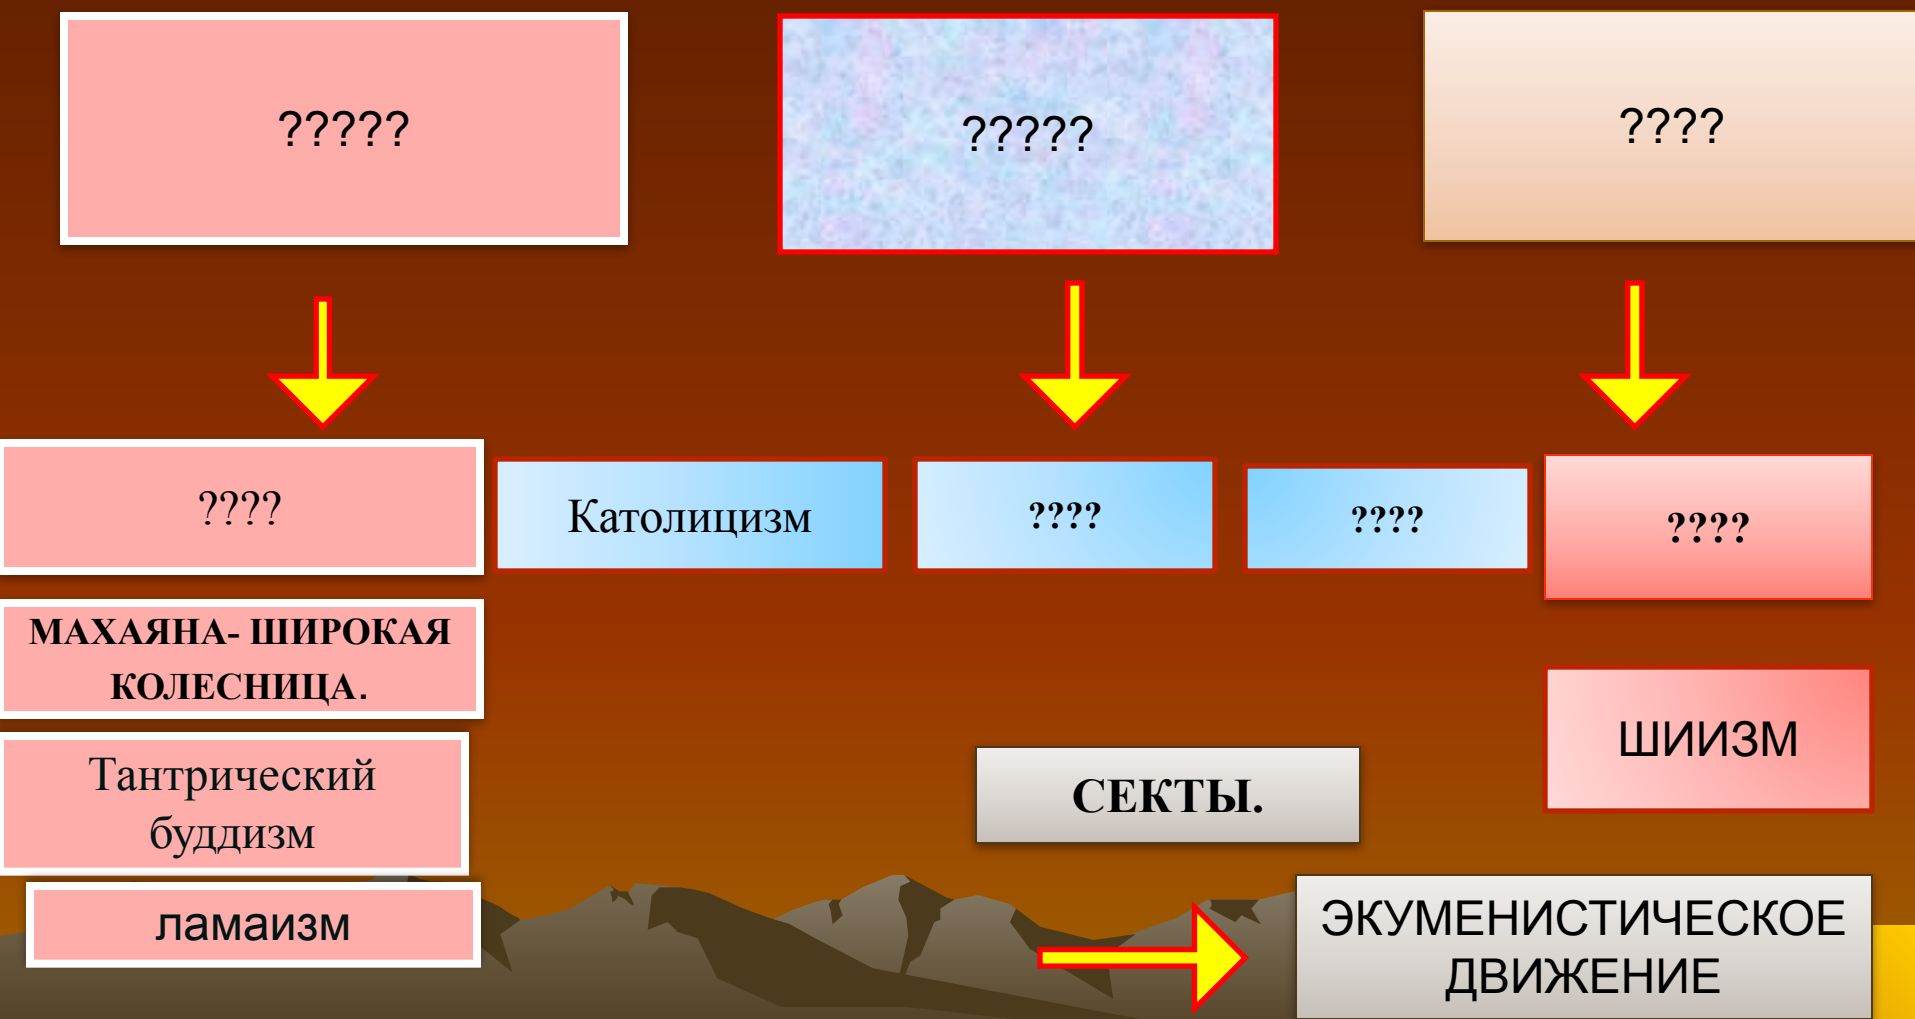 ?????
?????
????
????
Католицизм
????
????
????
МАХАЯНА- ШИРОКАЯ
КОЛЕСНИЦА.
ШИИЗМ
Тантрический
буддизм
СЕКТЫ.
ламаизм
ЭКУМЕНИСТИЧЕСКОЕ
ДВИЖЕНИЕ